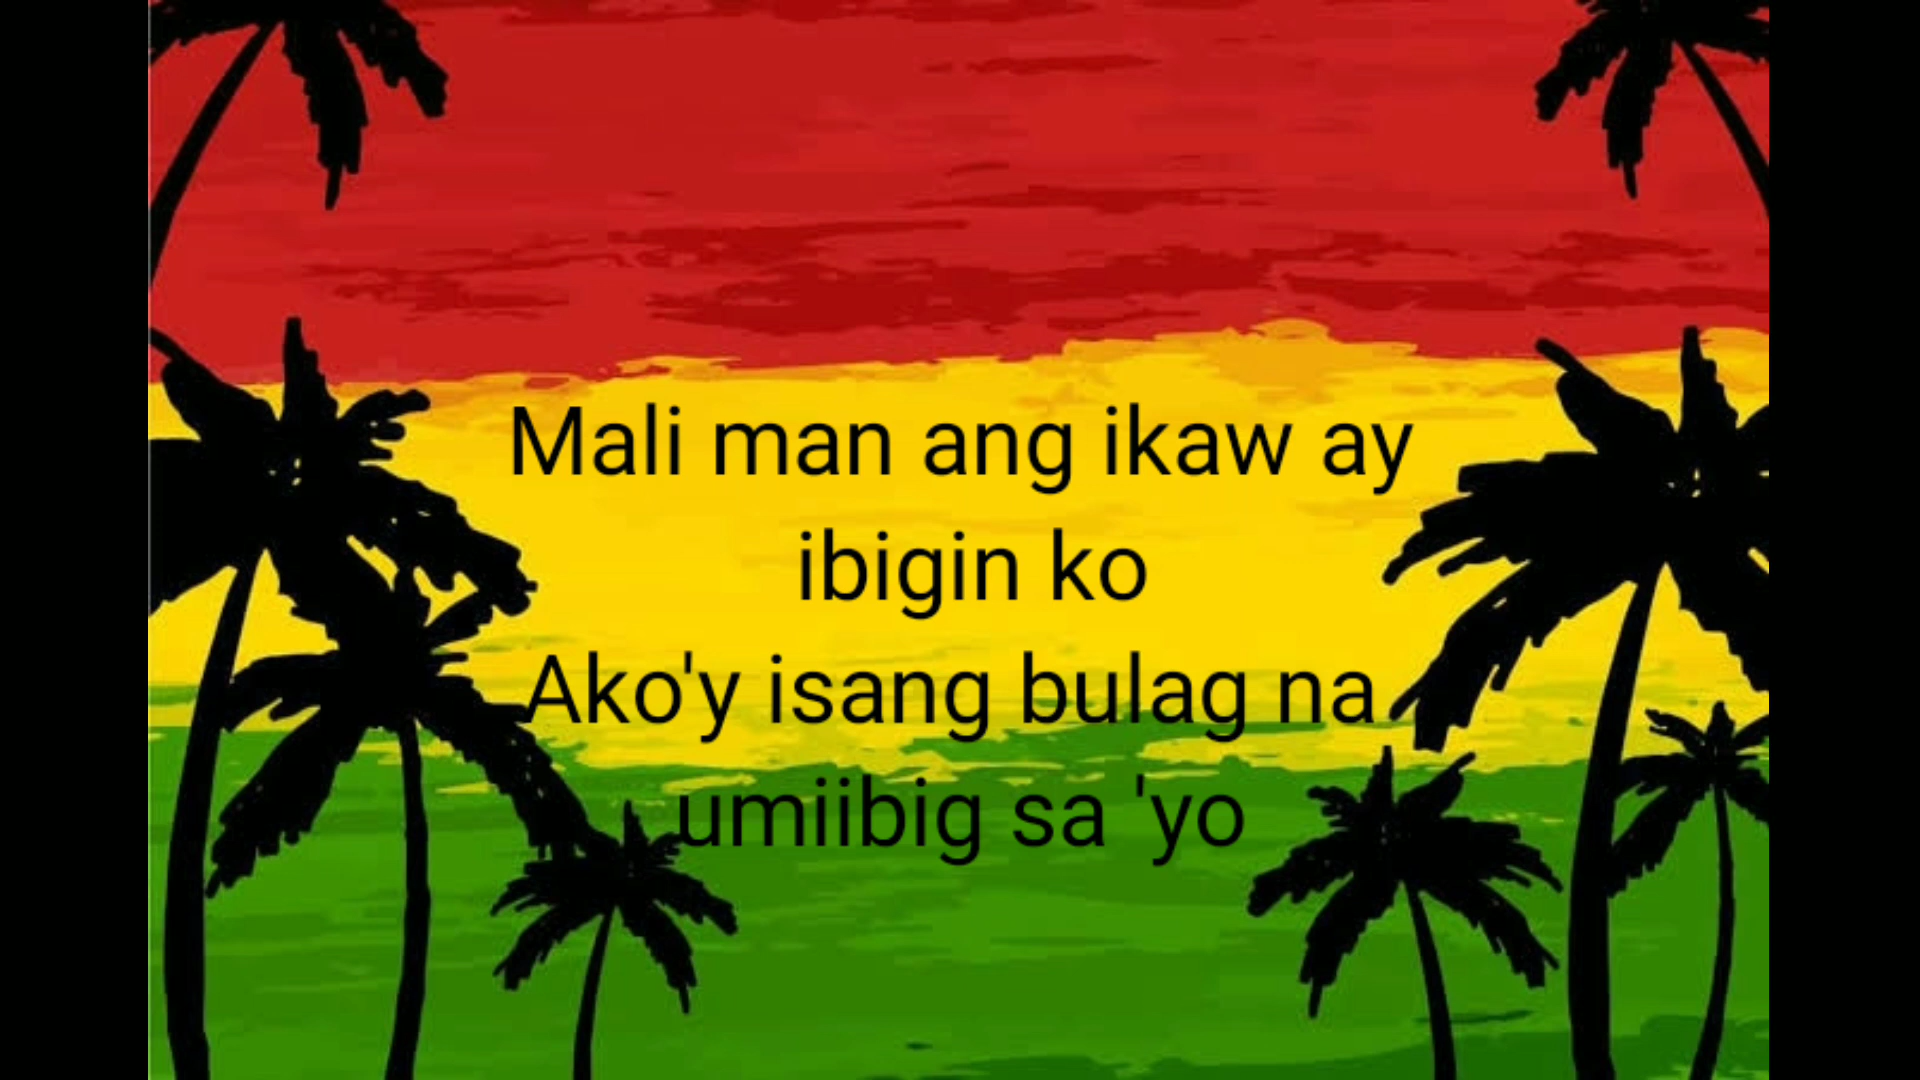 Mali man ang ikaw ay
ibigin ko
Ako'y isang bulag na
umiibig sa 'yo